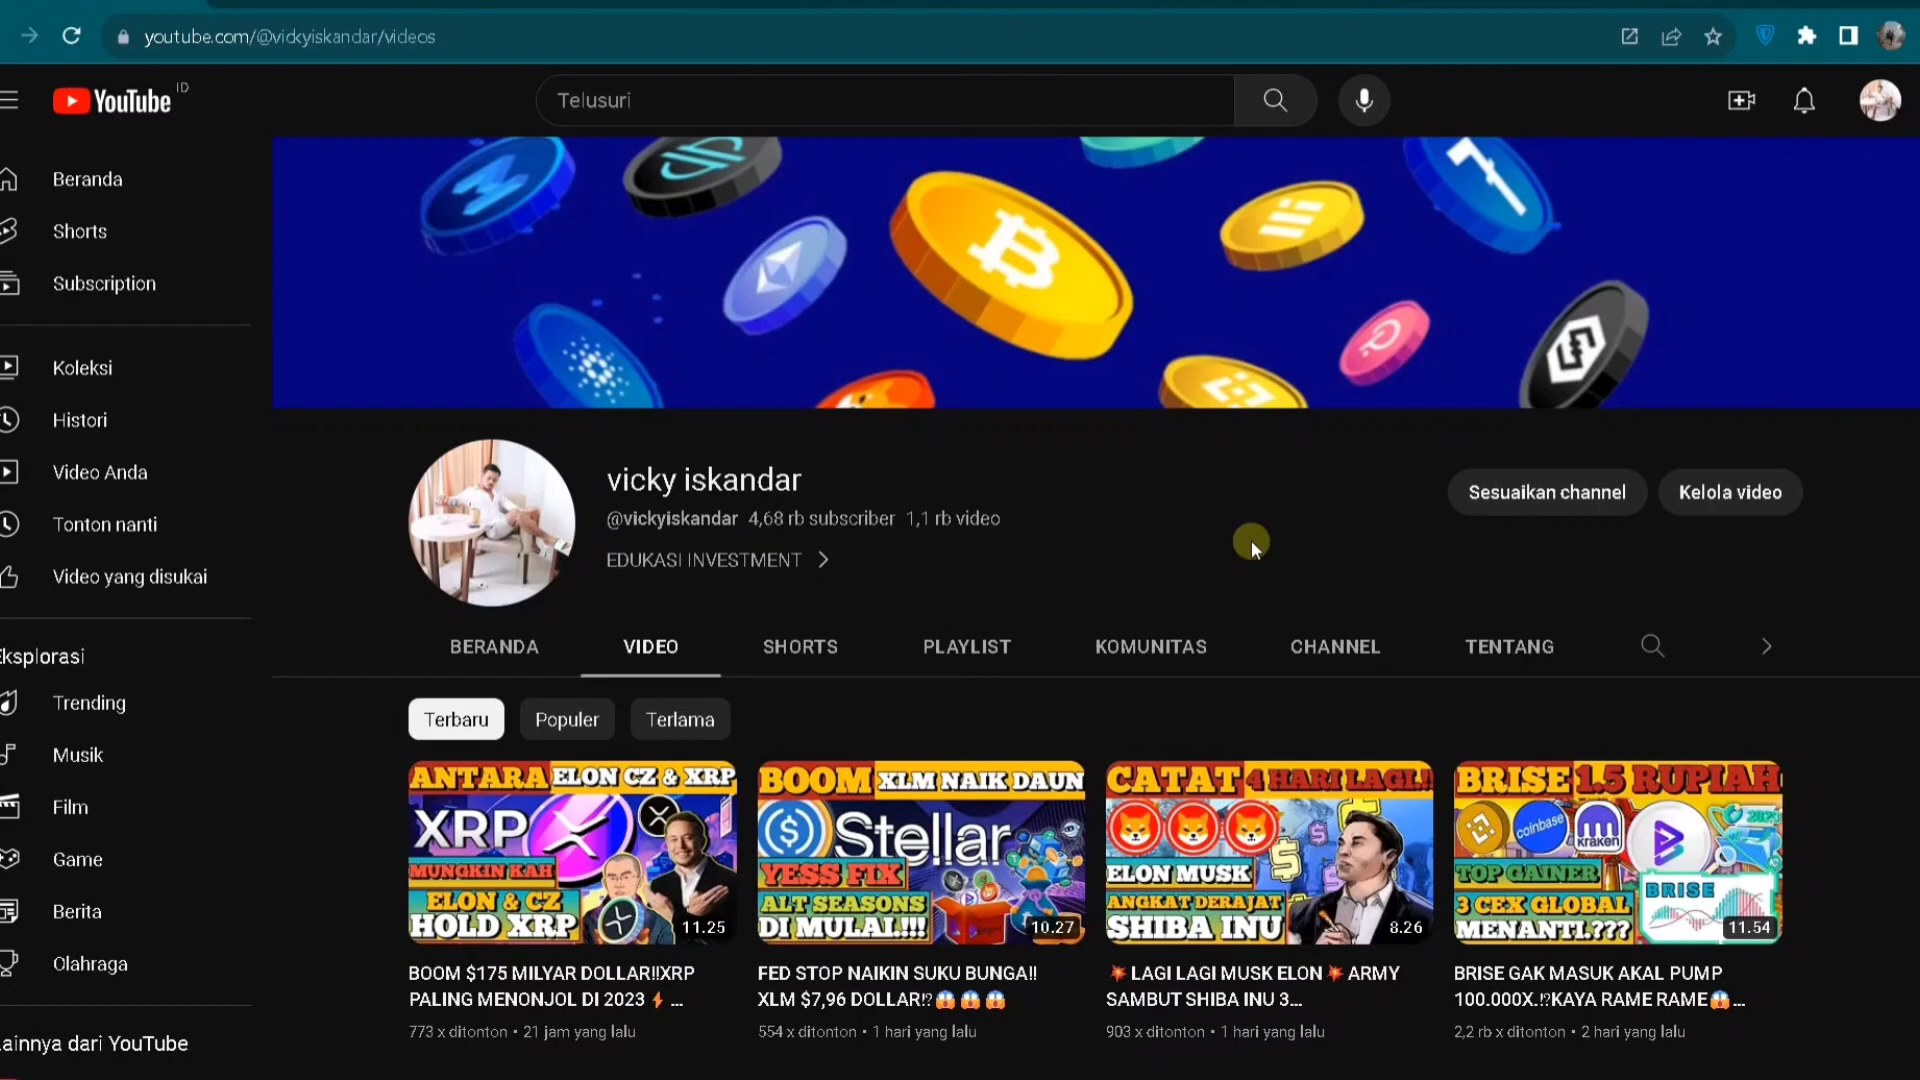 youtube.com/@vickyiskandar/videos
YouTube ID
Telusuri
Beranda
Shorts
Subscription
Koleksi
Histori
Video Anda
Tonton nanti
Video yang disukai
Eksplorasi
Trending
Musik
Film
Game
Berita
Olahraga
Lainnya dari YouTube
vicky iskandar
@vickyiskandar 4,68 rb subscriber 1,1 rb video
EDUKASI INVESTMENT
Sesuaikan channel
Kelola video
BERANDA VIDEO SHORTS PLAYLIST KOMUNITAS CHANNEL TENTANG
Terbaru Populer Terlama
ANTARA ELON CZ & XRP
XRP
MUNGKIN KAH
ELON & CZ
HOLD XRP
11.25
BOOM $175 MILYAR DOLLAR!!XRP
PALING MENONJOL DI 2023⚡...
773 x ditonton • 21 jam yang lalu
BOOM XLM NAIK DAUN
Stellar
YESS FIX
ALT SEASONS
DI MULAI.!!!
10.27
FED STOP NAIKIN SUKU BUNGA!!
XLM $7,96 DOLLAR!?😱😱😱
554 x ditonton • 1 hari yang lalu
CATAT 4 HARI LAGI.!!
ELON MUSK
ANGKAT DERAJAT
SHIBA INU
8.26
💥LAGI LAGI MUSK ELON💥ARMY
SAMBUT SHIBA INU 3...
903 x ditonton • 1 hari yang lalu
BRISE 1.5 RUPIAH
coinbase
kraken
TOP GAINER
BRISE
3 CEX GLOBAL
MENANTI.???
11.54
BRISE GAK MASUK AKAL PUMP
100.000X.!?KAYA RAME RAME😱...
2,2 rb x ditonton • 2 hari yang lalu